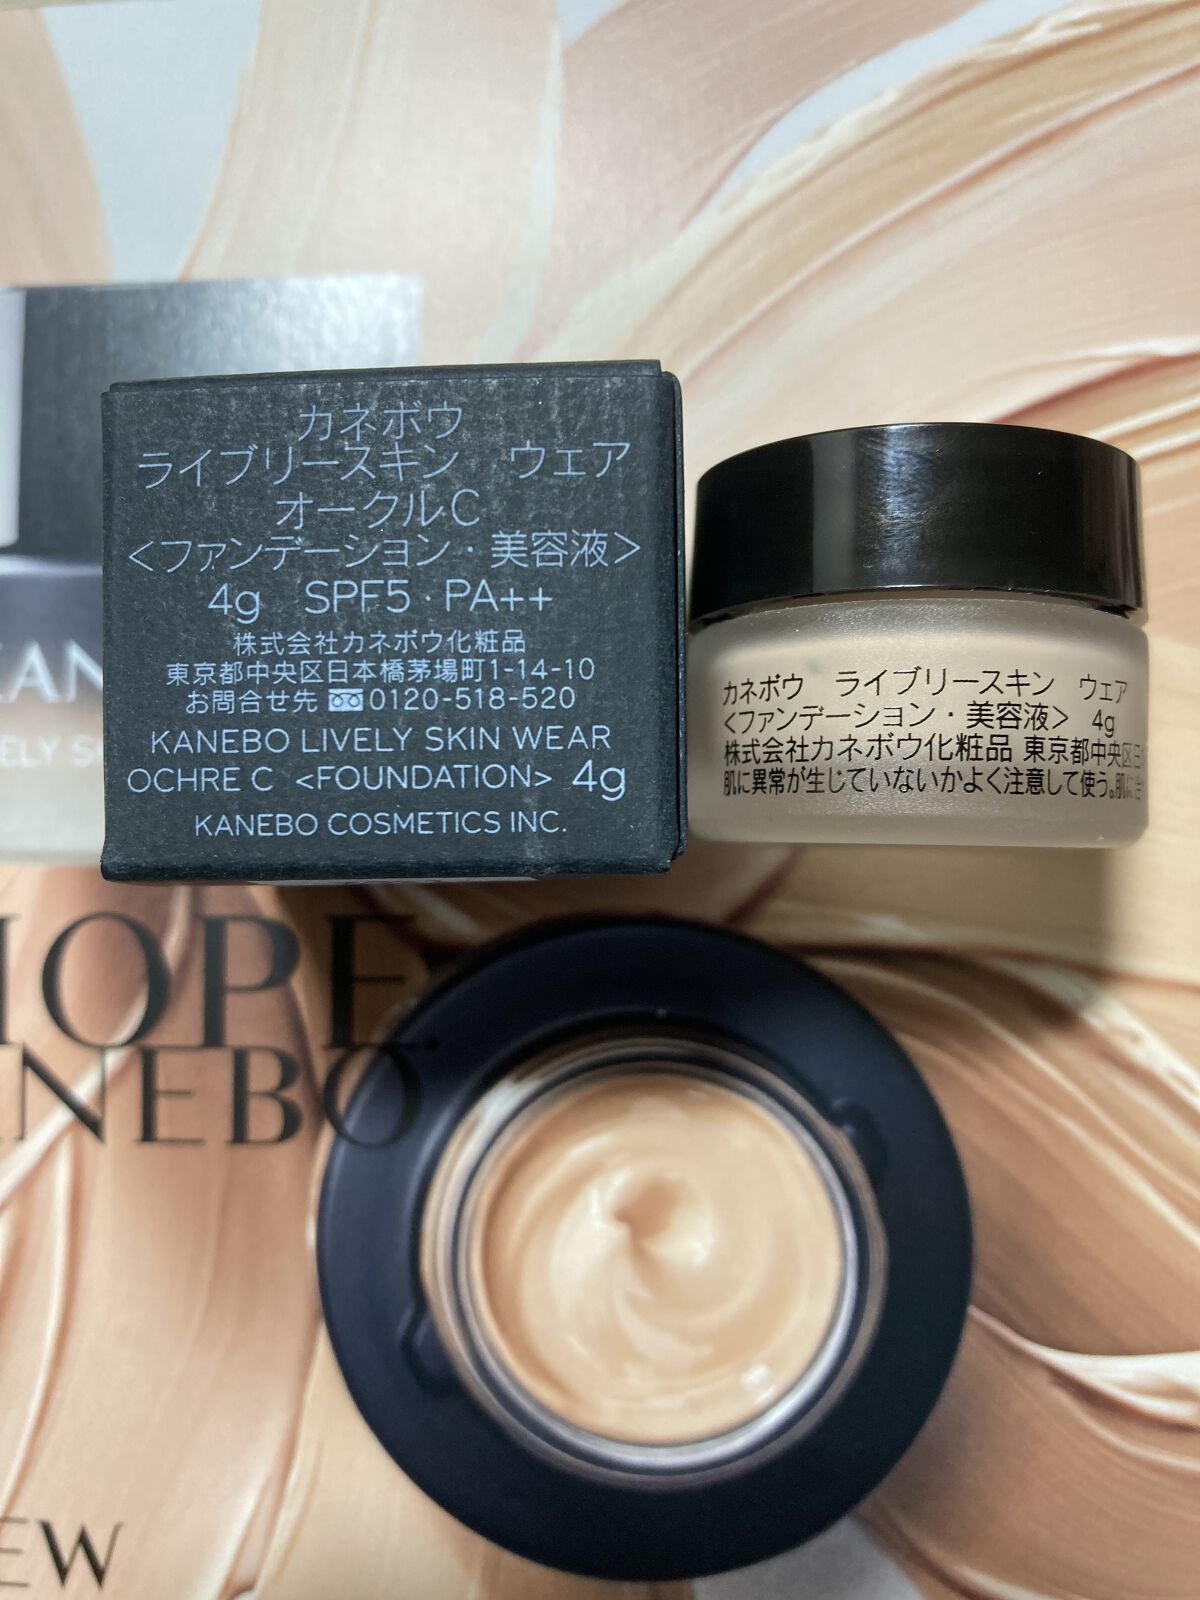 カネボウ
ライブリースキン　ウェア
オークルC
<ファンデーション・美容液>
4g　SPF5・PA++
株式会社カネボウ化粧品
東京都中央区日本橋茅場町1-14-10
お問合せ先 0120-518-520
KANEBO LIVELY SKIN WEAR
OCHRE C <FOUNDATION> 4g
KANEBO COSMETICS INC.
カネボウ　ライブリースキン　ウェア
<ファンデーション・美容液>　4g
株式会社カネボウ化粧品 東京都中央区
肌に異常が生じていないかよく注意して使う。肌に
KAN
ELY S
HOPE.
ANEBO
EW